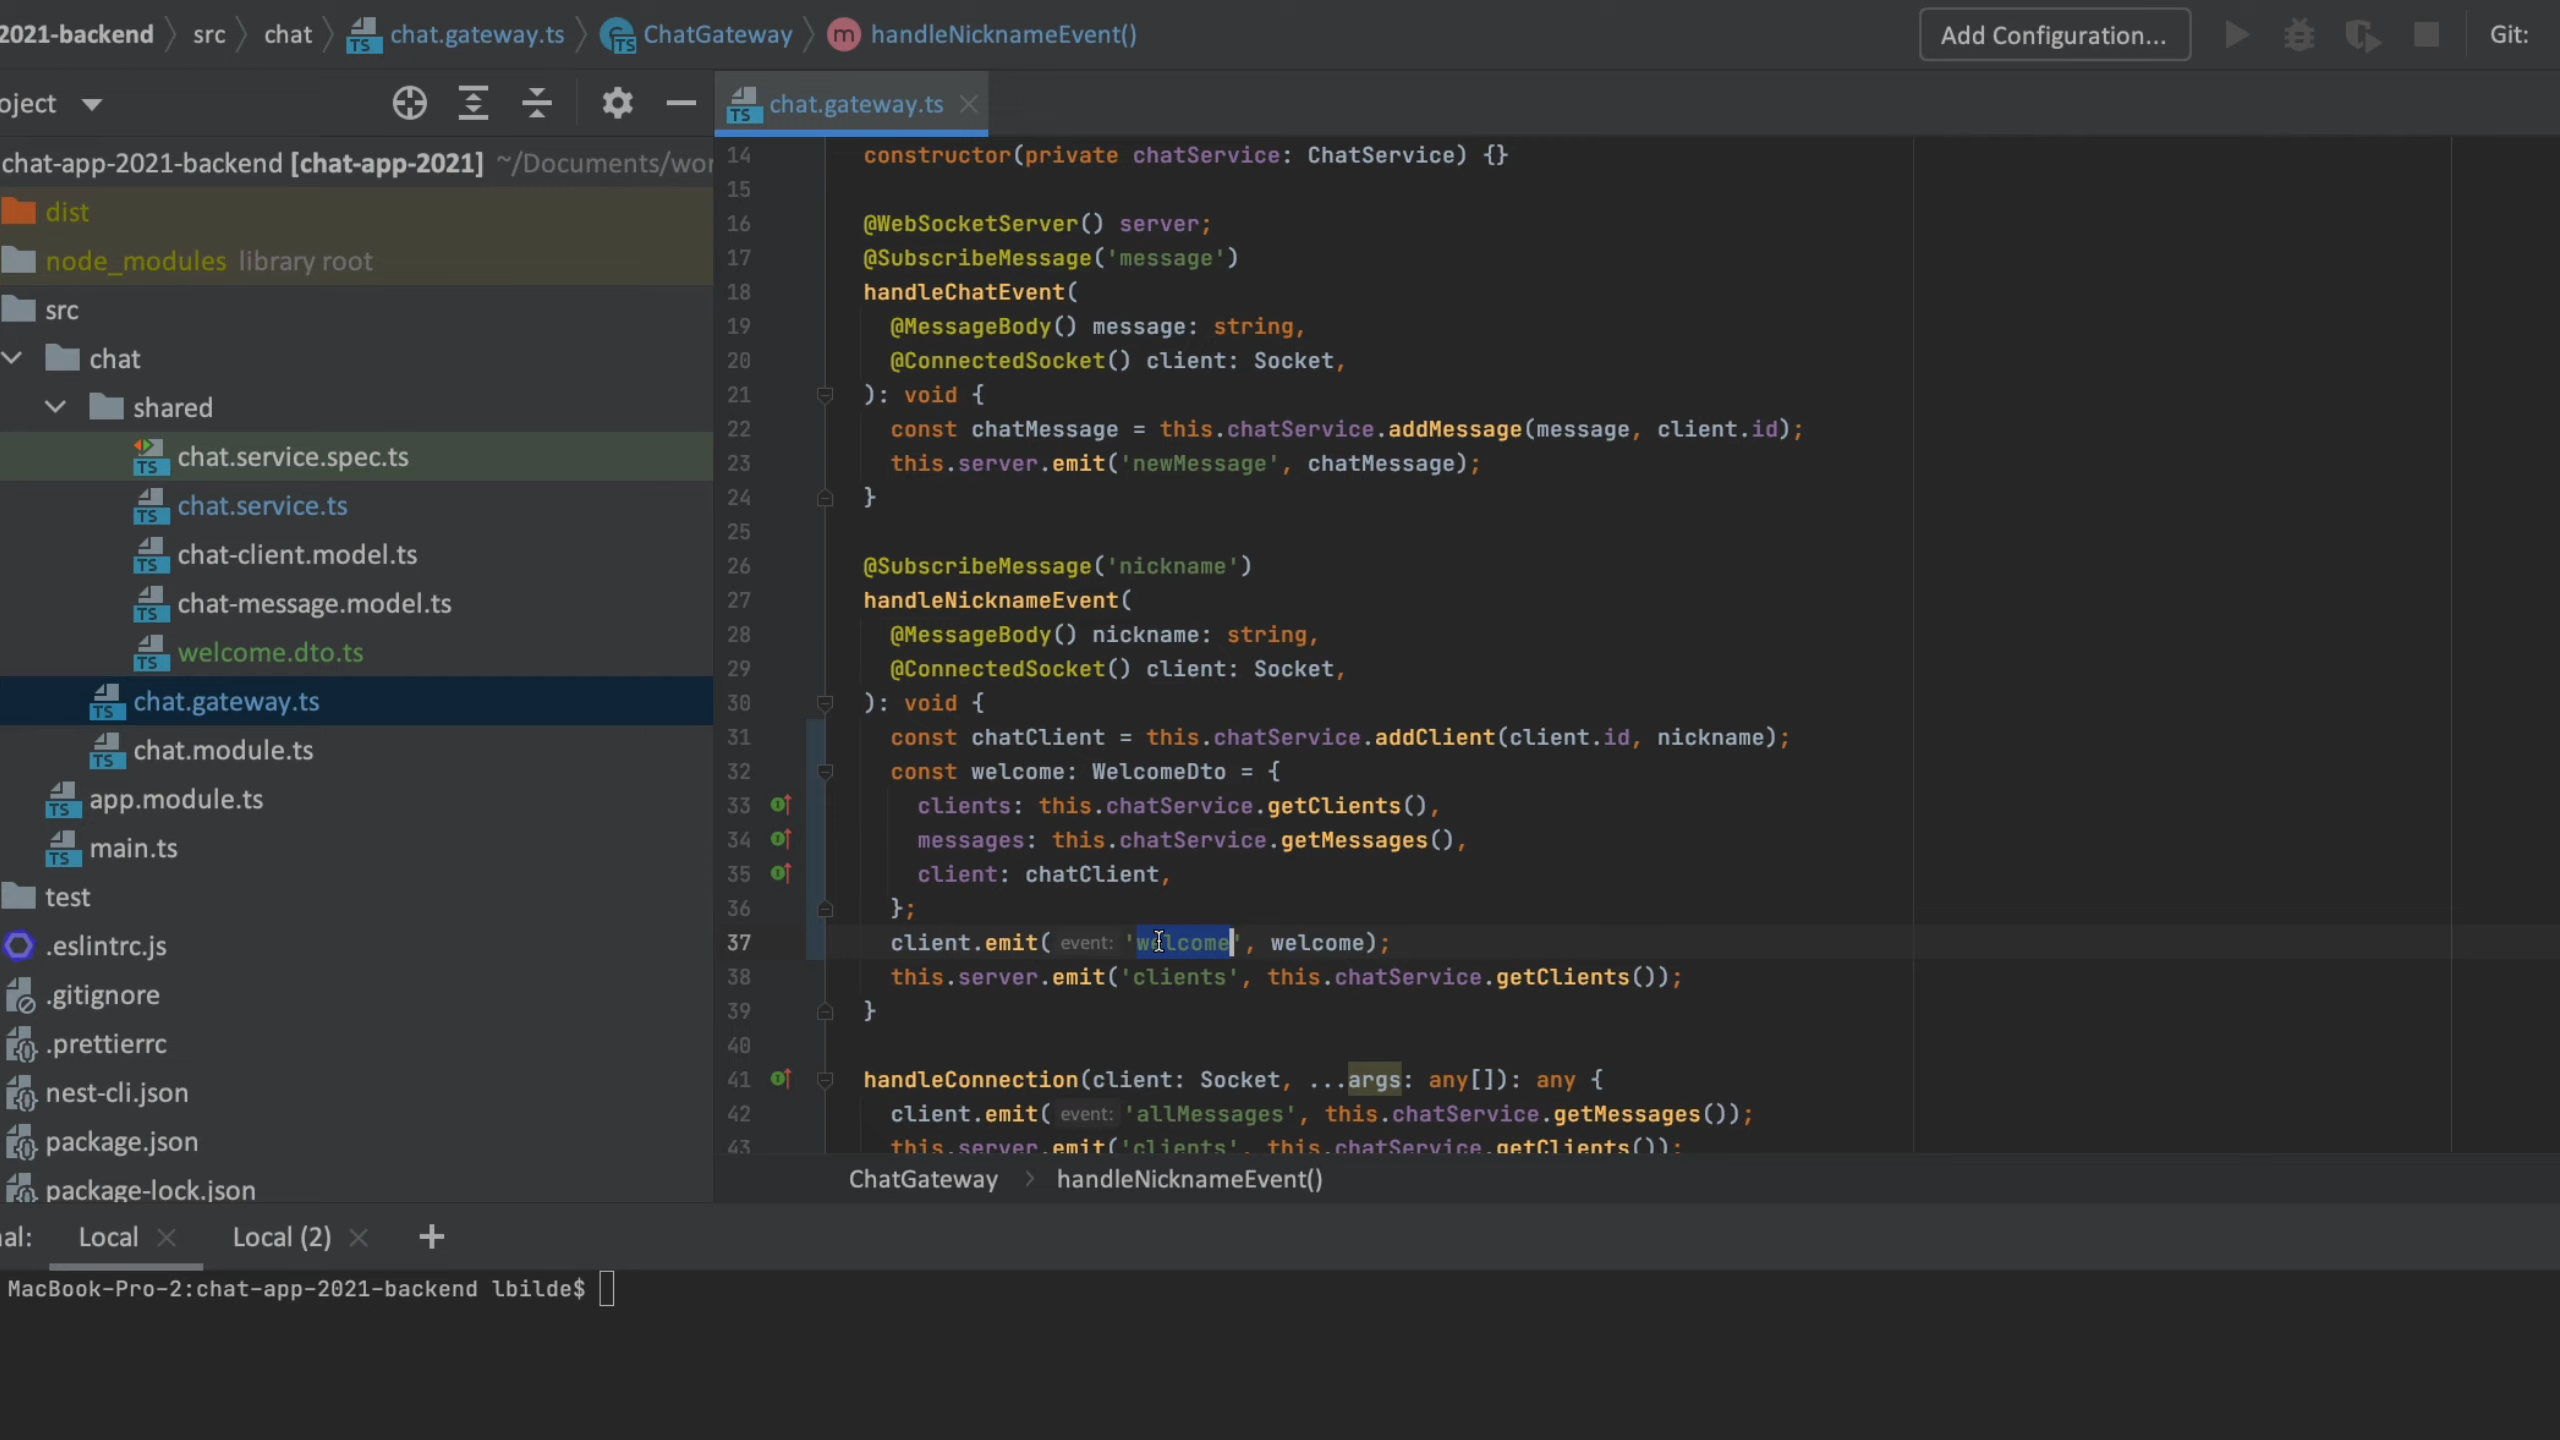 2021-backend src chat chat.gateway.ts ChatGateway m handleNicknameEvent() Add Configuration... Git:
oject
chat.gateway.ts
chat-app-2021-backend [chat-app-2021] ~/Documents/wor
dist
node_modules library root
src
chat
shared
chat.service.spec.ts
chat.service.ts
chat-client.model.ts
chat-message.model.ts
welcome.dto.ts
chat.gateway.ts
chat.module.ts
app.module.ts
main.ts
test
.eslintrc.js
.gitignore
.prettierrc
nest-cli.json
package.json
package-lock.json
14 constructor(private chatService: ChatService) {}
15
16 @WebSocketServer() server;
17 @SubscribeMessage('message')
18 handleChatEvent(
19 @MessageBody() message: string,
20 @ConnectedSocket() client: Socket,
21 ): void {
22 const chatMessage = this.chatService.addMessage(message, client.id);
23 this.server.emit('newMessage', chatMessage);
24 }
25
26 @SubscribeMessage('nickname')
27 handleNicknameEvent(
28 @MessageBody() nickname: string,
29 @ConnectedSocket() client: Socket,
30 ): void {
31 const chatClient = this.chatService.addClient(client.id, nickname);
32 const welcome: WelcomeDto = {
33 clients: this.chatService.getClients(),
34 messages: this.chatService.getMessages(),
35 client: chatClient,
36 };
37 client.emit( event: 'welcome', welcome);
38 this.server.emit('clients', this.chatService.getClients());
39 }
40
41 handleConnection(client: Socket, ...args: any[]): any {
42 client.emit( event: 'allMessages', this.chatService.getMessages());
43 this.server.emit('clients', this.chatService.getClients());
ChatGateway handleNicknameEvent()
nal: Local Local (2)
MacBook-Pro-2:chat-app-2021-backend lbilde$